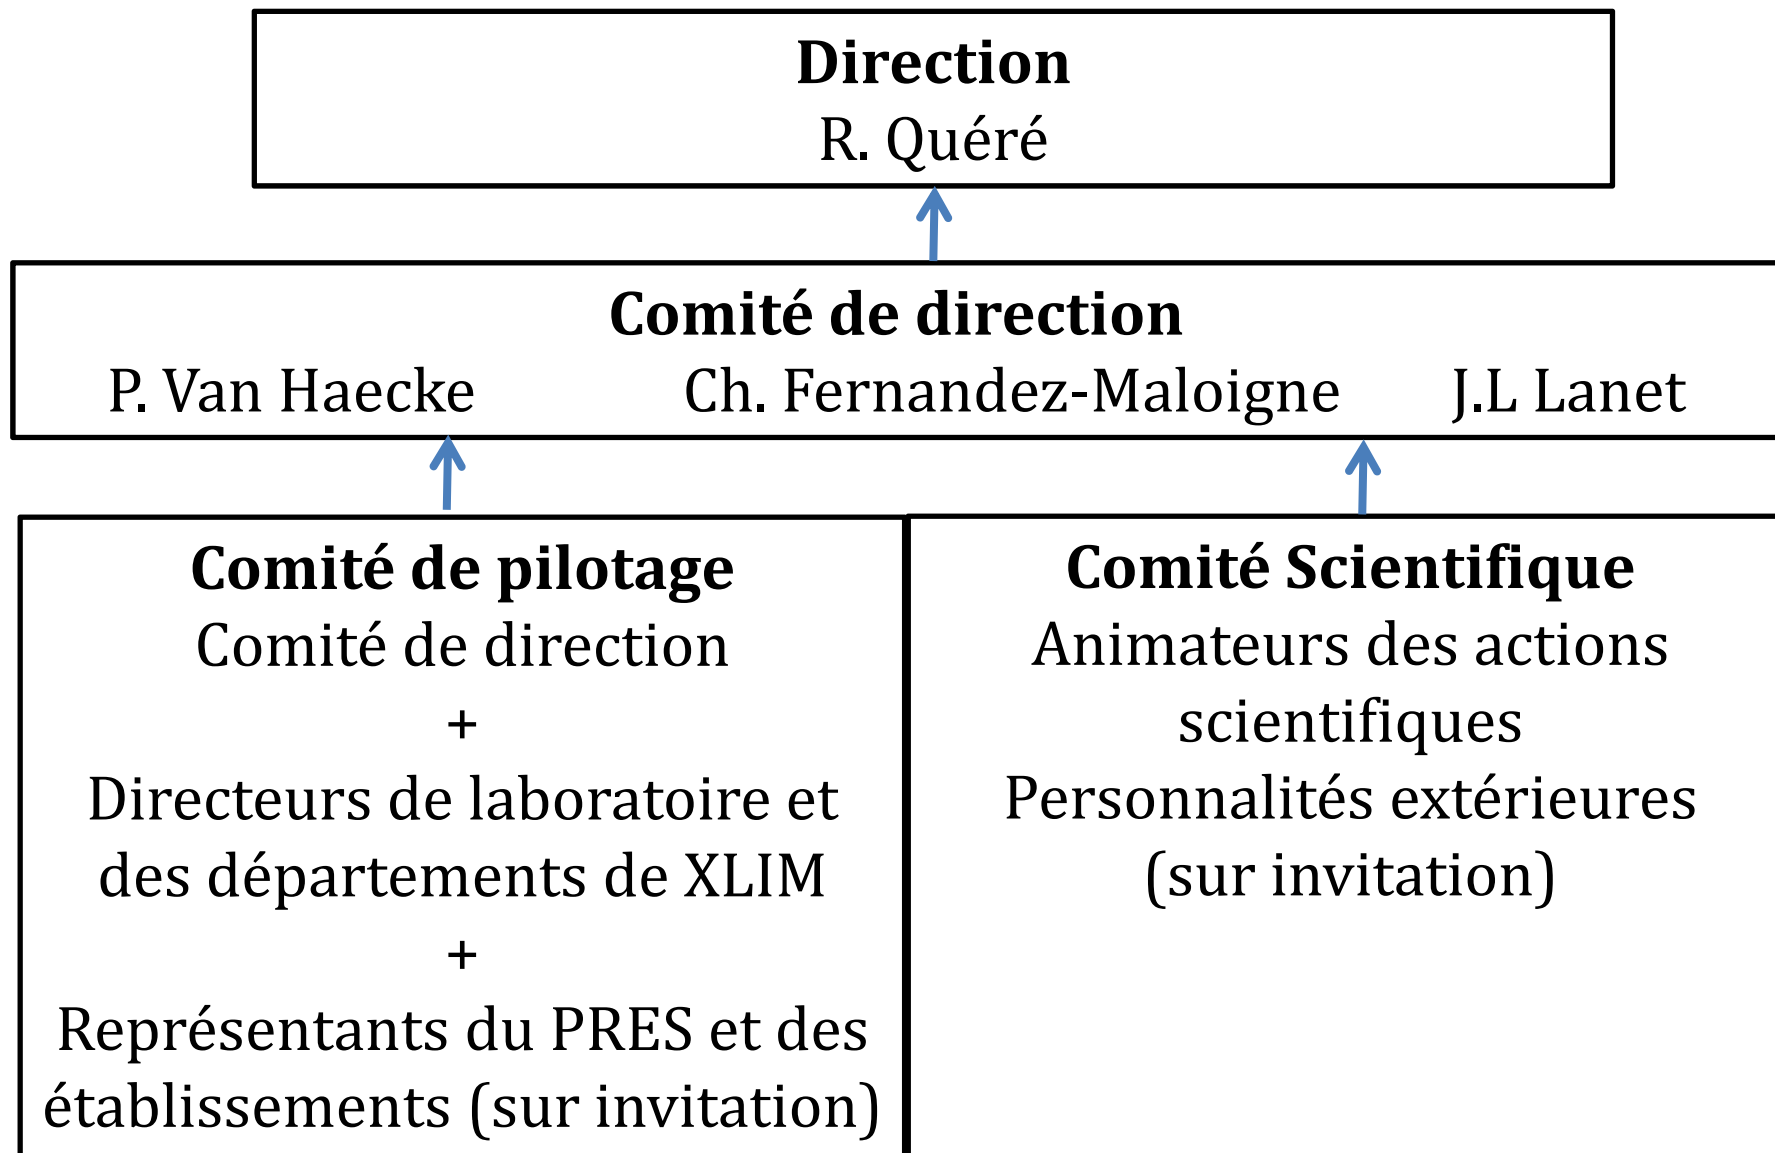 Direction
R. Quéré
Comité de direction
P. Van Haecke Ch. Fernandez-Maloigne J.L Lanet
Comité de pilotage
Comité de direction
+
Directeurs de laboratoire et
des départements de XLIM
+
Représentants du PRES et des
établissements (sur invitation)
Comité Scientifique
Animateurs des actions
scientifiques
Personnalités extérieures
(sur invitation)